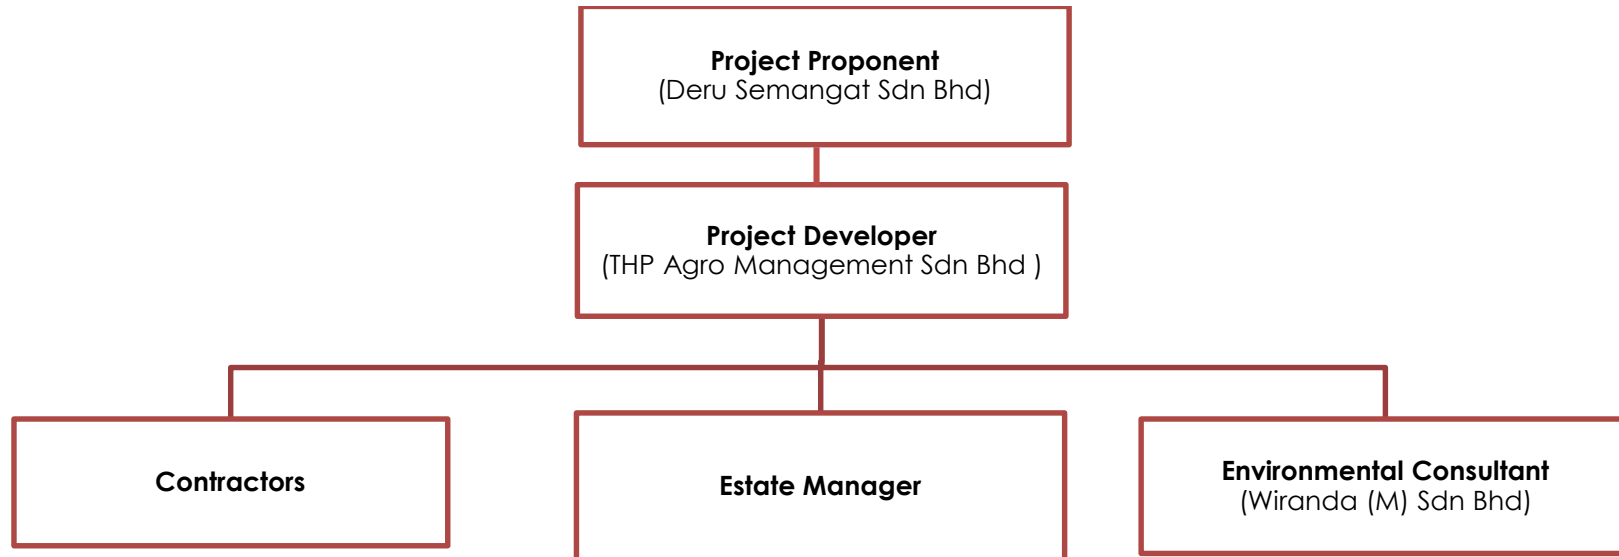 Project Proponent
(Deru Semangat Sdn Bhd)
Project Developer
(THP Agro Management Sdn Bhd )
Contractors
Estate Manager
Environmental Consultant
(Wiranda (M) Sdn Bhd)